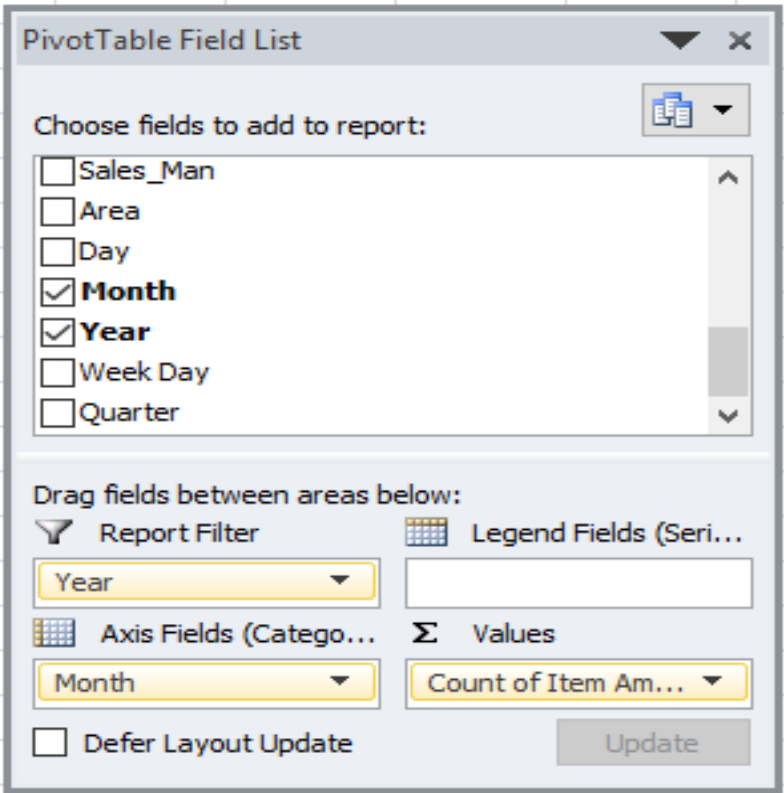 PivotTable Field List
Choose fields to add to report:
Sales_Man
Area
Day
Month
Year
Week Day
Quarter
Drag fields between areas below:
Report Filter
Legend Fields (Seri...
Year
Axis Fields (Catego...
Σ Values
Month
Count of Item Am...
Defer Layout Update
Update